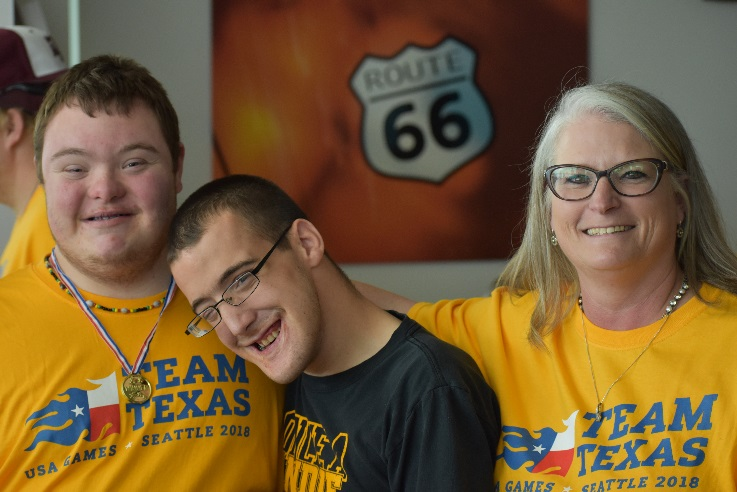 ROUTE
66
TEAM
TEXAS
USA GAMES ★ SEATTLE 2018
TEAM
TEXAS
GAMES ★ SEATTLE 2018